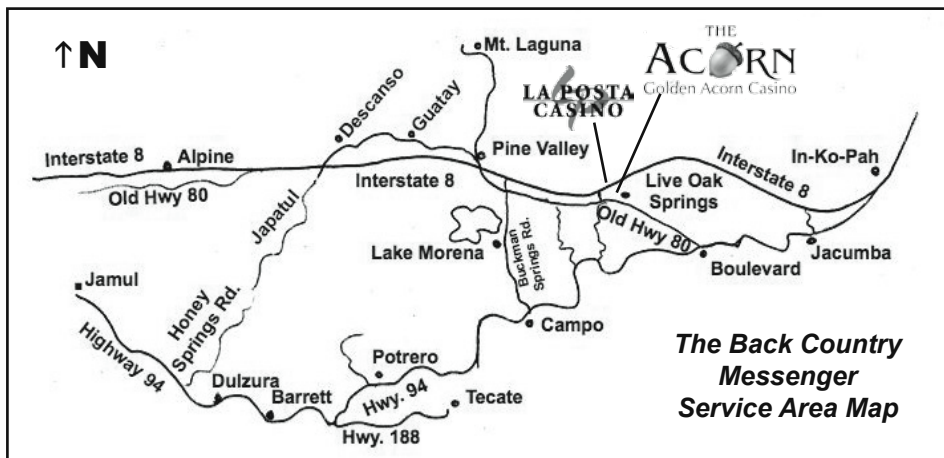 ↑N
THE
ACORN
Golden Acorn Casino
LA POSTA
CASINO
Mt. Laguna
Descanso
Guatay
Pine Valley
In-Ko-Pah
Interstate 8
Alpine
Interstate 8
Interstate 8
Old Hwy 80
Live Oak
Springs
Japatul
Old Hwy 80
Lake Morena
Buckman
Springs Rd.
Boulevard
Jacumba
Jamul
Honey
Springs Rd.
Highway 94
Campo
Potrero
Dulzura
Barrett
Hwy. 94
Tecate
Hwy. 188
The Back Country
Messenger
Service Area Map